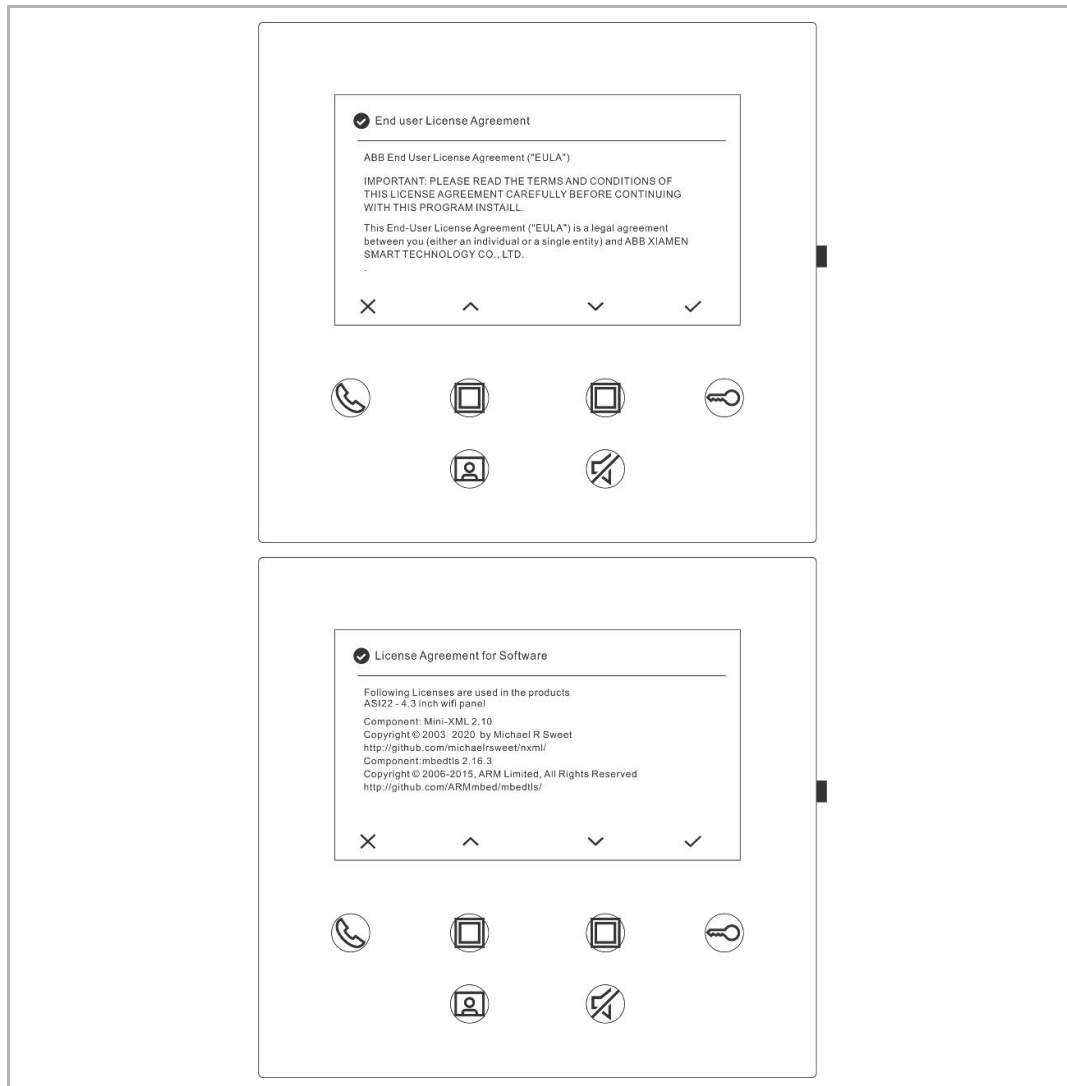 End user License Agreement
ABB End User License Agreement ("EULA")
IMPORTANT: PLEASE READ THE TERMS AND CONDITIONS OF
THIS LICENSE AGREEMENT CAREFULLY BEFORE CONTINUING
WITH THIS PROGRAM INSTAILL.
This End-User License Agreement ("EULA") is a legal agreement
between you (either an individual or a single entity) and ABB XIAMEN
SMART TECHNOLOGY CO., LTD.
.
License Agreement for Software
Following Licenses are used in the products
ASI22 - 4.3 inch wifi panel
Component: Mini-XML 2.10
Copyright © 2003-2020 by Michael R Sweet
http://github.com/michaelrsweet/nxml/
Component:mbedtls 2.16.3
Copyright © 2006-2015, ARM Limited, All Rights Reserved
http://github.com/ARMmbed/mbedtls/